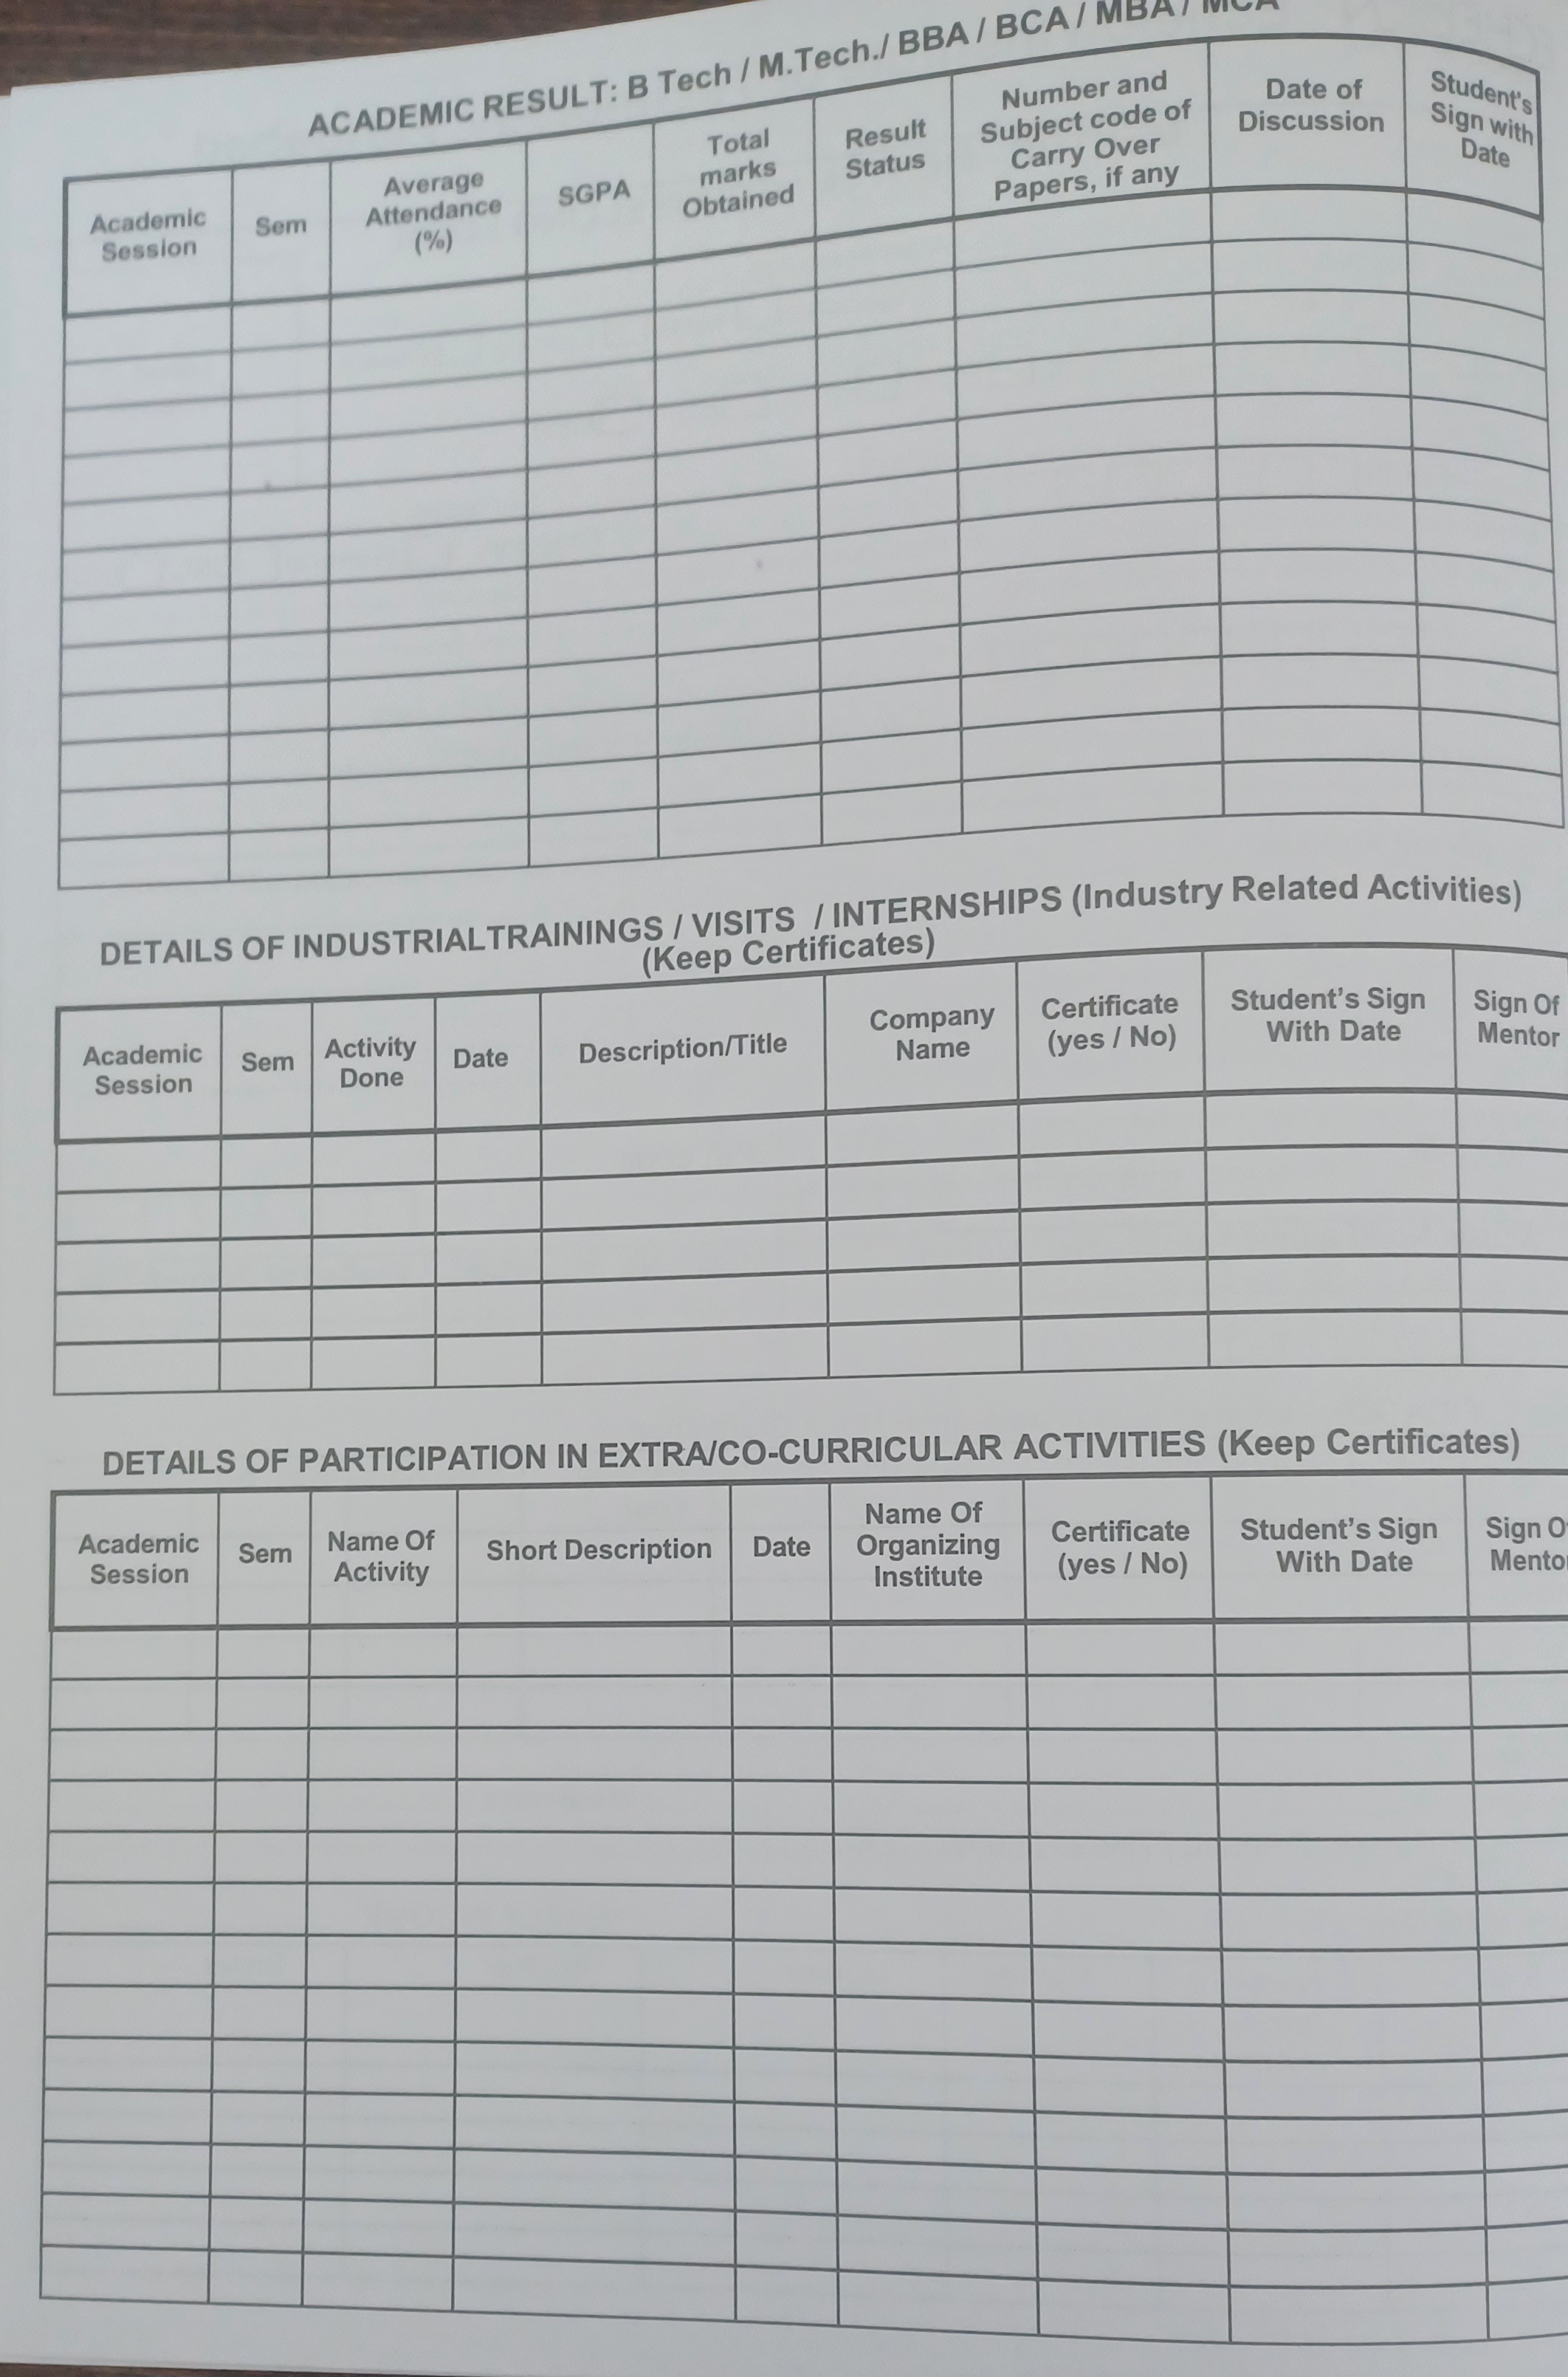 ACADEMIC RESULT: B Tech / M.Tech./ BBA / BCA / MBA / MCA
Academic Session
Sem
Average Attendance (%)
SGPA
Total marks Obtained
Result Status
Number and Subject code of Carry Over Papers, if any
Date of Discussion
Student's Sign with Date
DETAILS OF INDUSTRIALTRAININGS / VISITS / INTERNSHIPS (Industry Related Activities)
(Keep Certificates)
Academic Session
Sem
Activity Done
Date
Description/Title
Company Name
Certificate (yes / No)
Student's Sign With Date
Sign Of Mentor
DETAILS OF PARTICIPATION IN EXTRA/CO-CURRICULAR ACTIVITIES (Keep Certificates)
Academic Session
Sem
Name Of Activity
Short Description
Date
Name Of Organizing Institute
Certificate (yes / No)
Student's Sign With Date
Sign Of Mentor